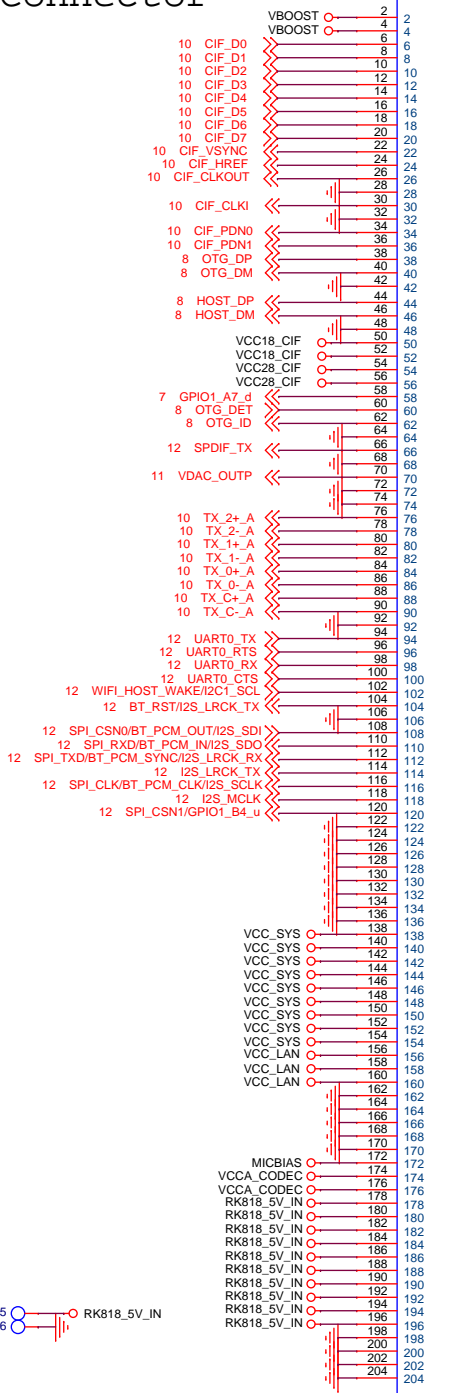 VBOOST 2 2
VBOOST 4 4
10 CIF_D0 6 6
10 CIF_D1 8 8
10 CIF_D2 10 10
10 CIF_D3 12 12
10 CIF_D4 14 14
10 CIF_D5 16 16
10 CIF_D6 18 18
10 CIF_D7 20 20
10 CIF_VSYNC 22 22
10 CIF_HREF 24 24
10 CIF_CLKOUT 26 26
28 28
10 CIF_CLKI 30 30
32 32
10 CIF_PDN0 34 34
10 CIF_PDN1 36 36
8 OTG_DP 38 38
8 OTG_DM 40 40
42 42
8 HOST_DP 44 44
8 HOST_DM 46 46
48 48
VCC18_CIF 50 50
VCC18_CIF 52 52
VCC28_CIF 54 54
VCC28_CIF 56 56
7 GPIO1_A7_d 58 58
8 OTG_DET 60 60
8 OTG_ID 62 62
64 64
12 SPDIF_TX 66 66
68 68
11 VDAC_OUTP 70 70
72 72
74 74
10 TX_2+_A 76 76
10 TX_2-_A 78 78
10 TX_1+_A 80 80
10 TX_1-_A 82 82
10 TX_0+_A 84 84
10 TX_0-_A 86 86
10 TX_C+_A 88 88
10 TX_C-_A 90 90
92 92
12 UART0_TX 94 94
12 UART0_RTS 96 96
12 UART0_RX 98 98
12 UART0_CTS 100 100
12 WIFI_HOST_WAKE/I2C1_SCL 102 102
12 BT_RST/I2S_LRCK_TX 104 104
106 106
12 SPI_CSN0/BT_PCM_OUT/I2S_SDI 108 108
12 SPI_RXD/BT_PCM_IN/I2S_SDO 110 110
12 SPI_TXD/BT_PCM_SYNC/I2S_LRCK_RX 112 112
12 I2S_LRCK_TX 114 114
12 SPI_CLK/BT_PCM_CLK/I2S_SCLK 116 116
12 I2S_MCLK 118 118
12 SPI_CSN1/GPIO1_B4_u 120 120
122 122
124 124
126 126
128 128
130 130
132 132
134 134
136 136
VCC_SYS 138 138
VCC_SYS 140 140
VCC_SYS 142 142
VCC_SYS 144 144
VCC_SYS 146 146
VCC_SYS 148 148
VCC_SYS 150 150
VCC_SYS 152 152
VCC_SYS 154 154
VCC_LAN 156 156
VCC_LAN 158 158
VCC_LAN 160 160
162 162
164 164
166 166
168 168
170 170
MICBIAS 172 172
VCCA_CODEC 174 174
VCCA_CODEC 176 176
RK818_5V_IN 178 178
RK818_5V_IN 180 180
RK818_5V_IN 182 182
RK818_5V_IN 184 184
RK818_5V_IN 186 186
RK818_5V_IN 188 188
RK818_5V_IN 190 190
RK818_5V_IN 192 192
5 RK818_5V_IN RK818_5V_IN 194 194
6 RK818_5V_IN 196 196
198 198
200 200
202 202
204 204